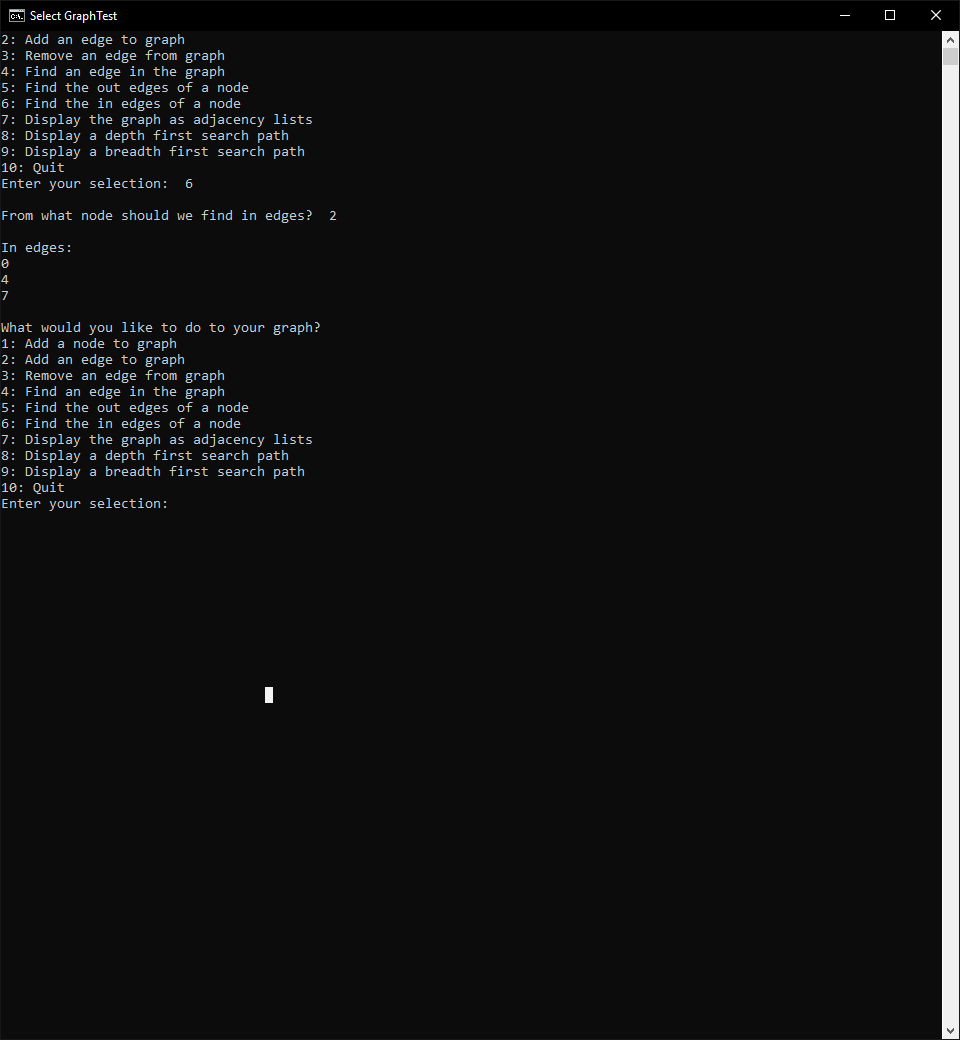 Select GraphTest
2: Add an edge to graph
3: Remove an edge from graph
4: Find an edge in the graph
5: Find the out edges of a node
6: Find the in edges of a node
7: Display the graph as adjacency lists
8: Display a depth first search path
9: Display a breadth first search path
10: Quit
Enter your selection:  6
From what node should we find in edges?  2
In edges:
0
4
7
What would you like to do to your graph?
1: Add a node to graph
2: Add an edge to graph
3: Remove an edge from graph
4: Find an edge in the graph
5: Find the out edges of a node
6: Find the in edges of a node
7: Display the graph as adjacency lists
8: Display a depth first search path
9: Display a breadth first search path
10: Quit
Enter your selection: